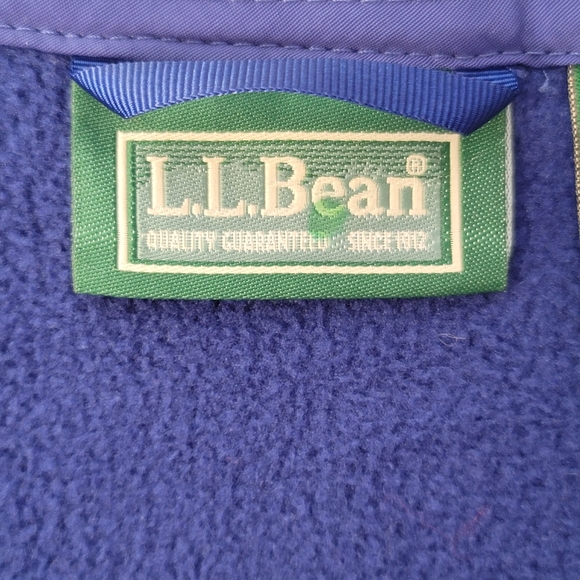 L.L.Bean®
QUALITY GUARANTEED SINCE 1912